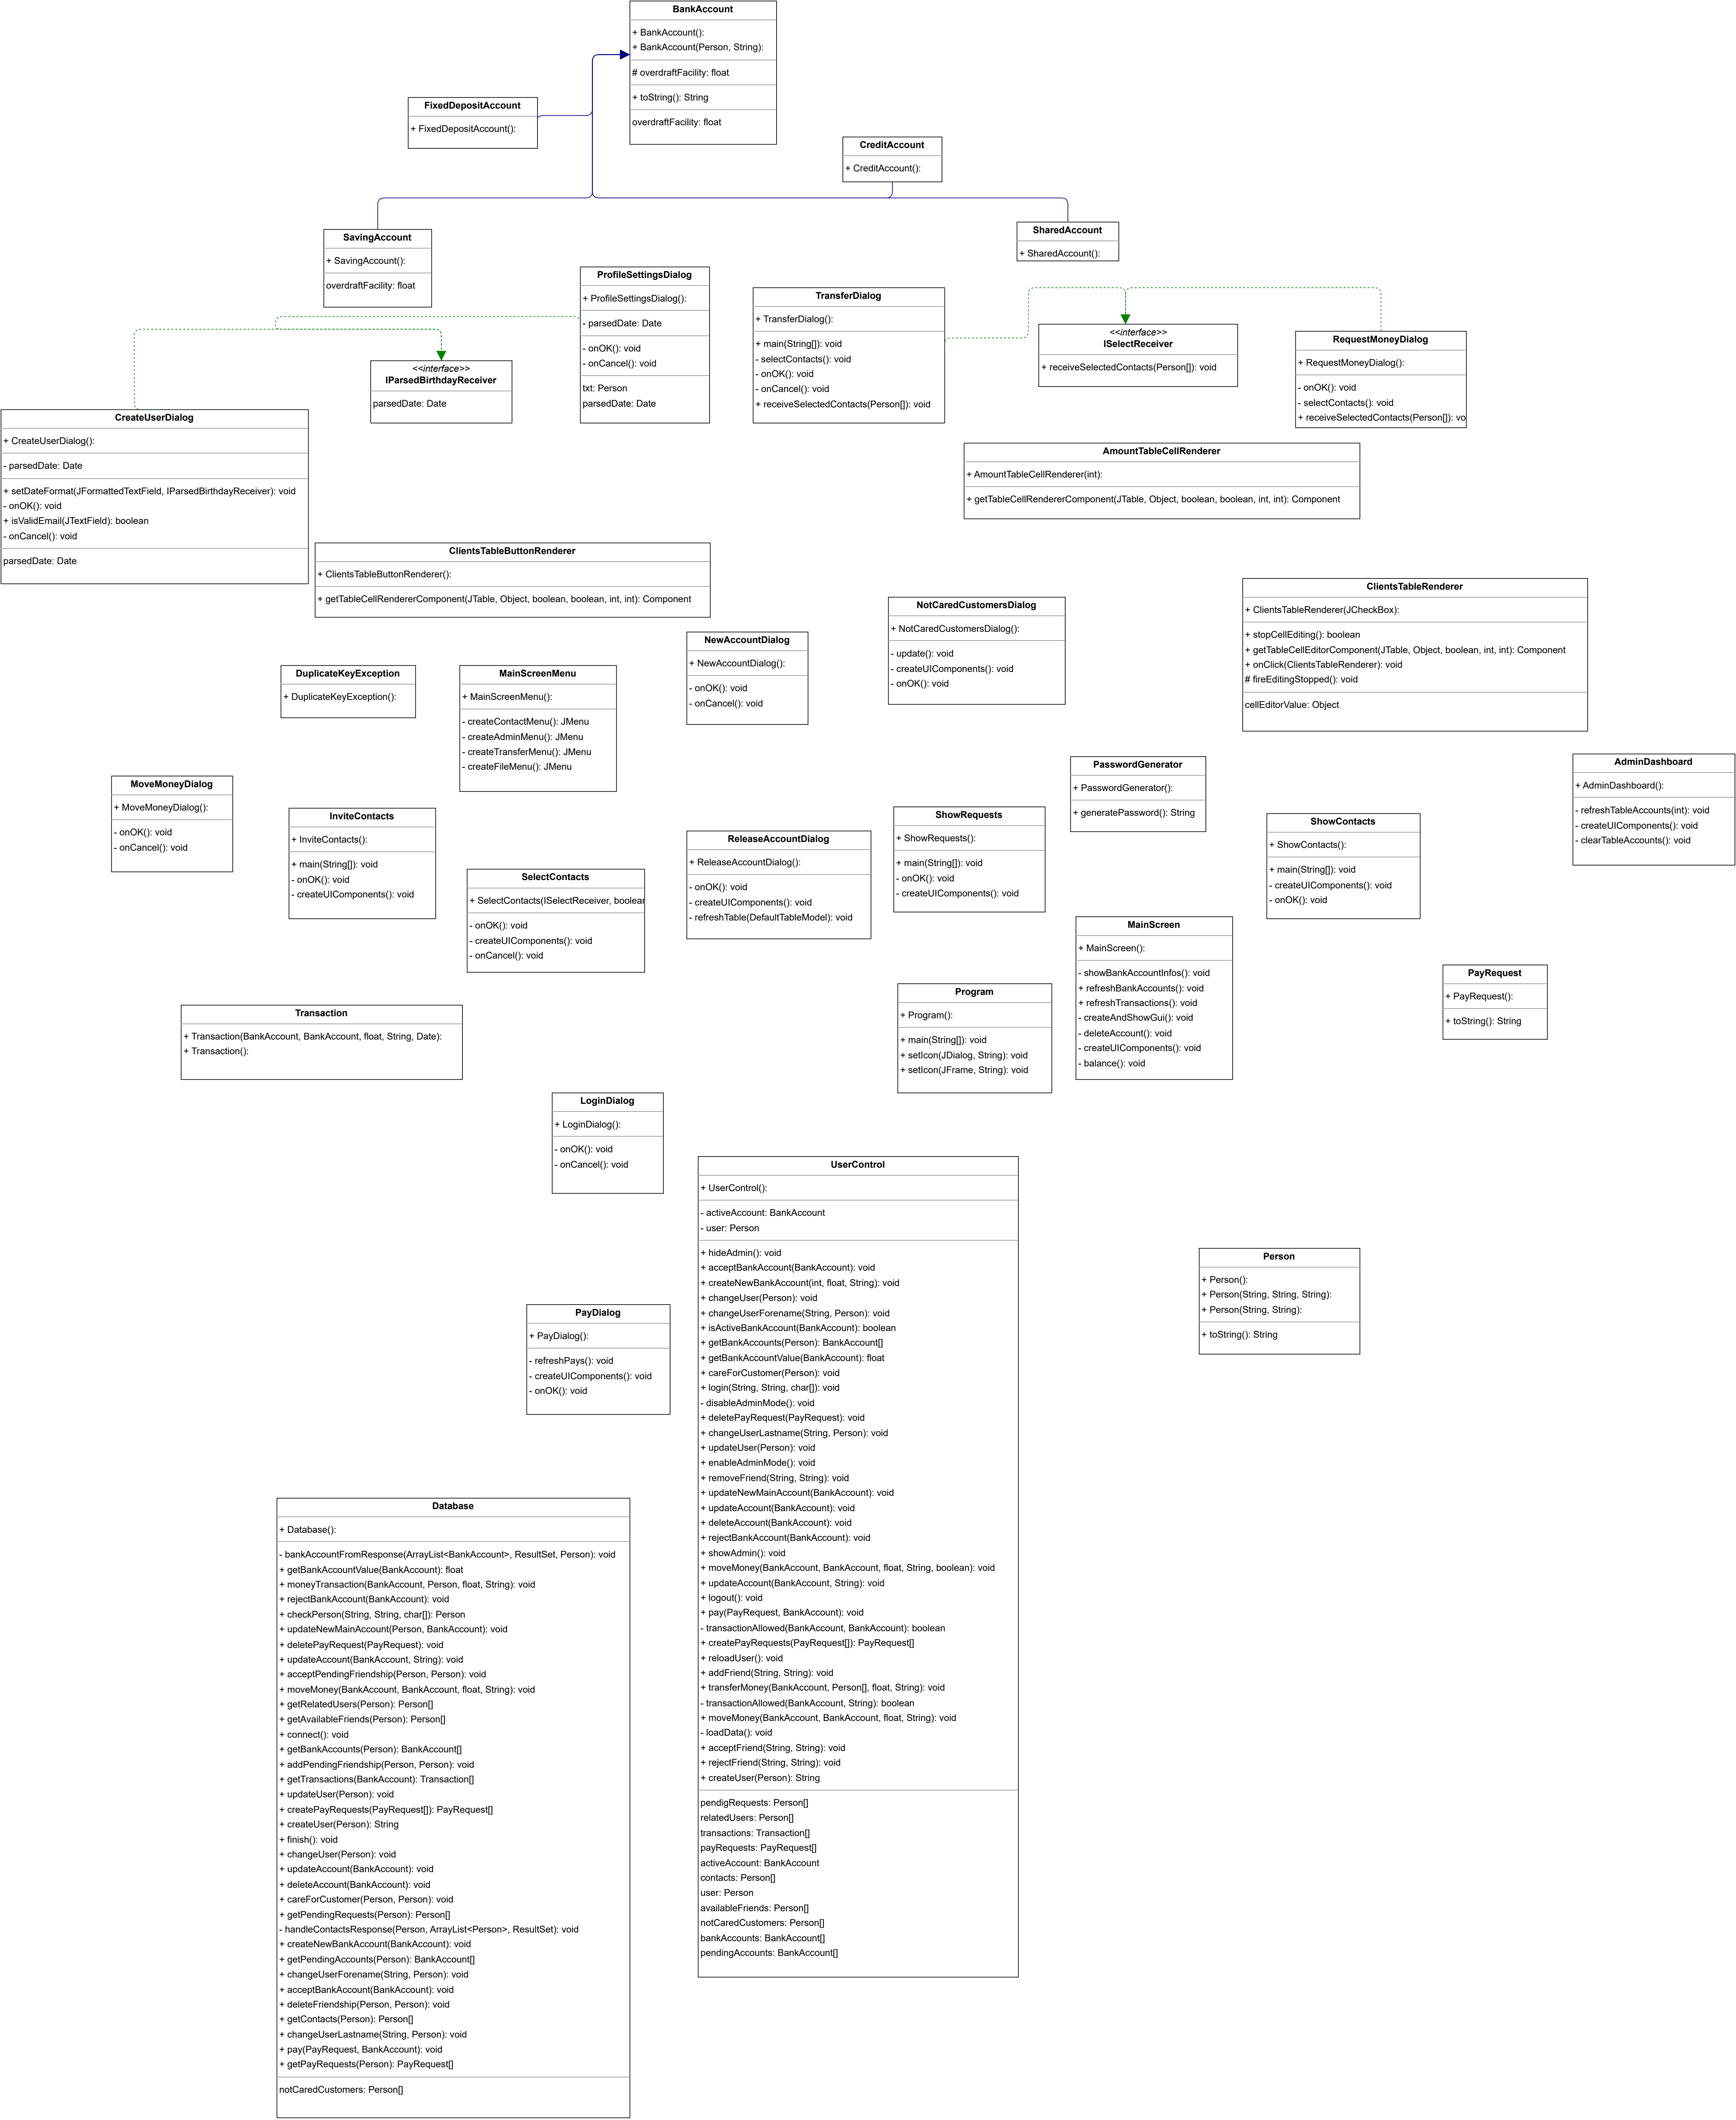 BankAccount
+ BankAccount():
+ BankAccount(Person, String):
# overdraftFacility: float
+ toString(): String
overdraftFacility: float
FixedDepositAccount
+ FixedDepositAccount():
CreditAccount
+ CreditAccount():
SavingAccount
+ SavingAccount():
overdraftFacility: float
SharedAccount
+ SharedAccount():
ProfileSettingsDialog
+ ProfileSettingsDialog():
- parsedDate: Date
- onOK(): void
- onCancel(): void
txt: Person
parsedDate: Date
TransferDialog
+ TransferDialog():
+ main(String[]): void
- selectContacts(): void
- onOK(): void
- onCancel(): void
+ receiveSelectedContacts(Person[]): void
<<interface>>
ISelectReceiver
+ receiveSelectedContacts(Person[]): void
RequestMoneyDialog
+ RequestMoneyDialog():
- onOK(): void
- selectContacts(): void
+ receiveSelectedContacts(Person[]): vo
<<interface>>
IParsedBirthdayReceiver
parsedDate: Date
CreateUserDialog
+ CreateUserDialog():
- parsedDate: Date
+ setDateFormat(JFormattedTextField, IParsedBirthdayReceiver): void
- onOK(): void
+ isValidEmail(JTextField): boolean
- onCancel(): void
parsedDate: Date
AmountTableCellRenderer
+ AmountTableCellRenderer(int):
+ getTableCellRendererComponent(JTable, Object, boolean, boolean, int, int): Component
ClientsTableButtonRenderer
+ ClientsTableButtonRenderer():
+ getTableCellRendererComponent(JTable, Object, boolean, boolean, int, int): Component
ClientsTableRenderer
+ ClientsTableRenderer(JCheckBox):
+ stopCellEditing(): boolean
+ getTableCellEditorComponent(JTable, Object, boolean, int, int): Component
+ onClick(ClientsTableRenderer): void
# fireEditingStopped(): void
cellEditorValue: Object
NotCaredCustomersDialog
+ NotCaredCustomersDialog():
- update(): void
- createUIComponents(): void
- onOK(): void
NewAccountDialog
+ NewAccountDialog():
- onOK(): void
- onCancel(): void
DuplicateKeyException
+ DuplicateKeyException():
MainScreenMenu
+ MainScreenMenu():
- createContactMenu(): JMenu
- createAdminMenu(): JMenu
- createTransferMenu(): JMenu
- createFileMenu(): JMenu
AdminDashboard
+ AdminDashboard():
- refreshTableAccounts(int): void
- createUIComponents(): void
- clearTableAccounts(): void
PasswordGenerator
+ PasswordGenerator():
+ generatePassword(): String
MoveMoneyDialog
+ MoveMoneyDialog():
- onOK(): void
- onCancel(): void
InviteContacts
+ InviteContacts():
+ main(String[]): void
- onOK(): void
- createUIComponents(): void
ShowRequests
+ ShowRequests():
+ main(String[]): void
- onOK(): void
- createUIComponents(): void
ShowContacts
+ ShowContacts():
+ main(String[]): void
- createUIComponents(): void
- onOK(): void
ReleaseAccountDialog
+ ReleaseAccountDialog():
- onOK(): void
- createUIComponents(): void
- refreshTable(DefaultTableModel): void
SelectContacts
+ SelectContacts(ISelectReceiver, boolean
- onOK(): void
- createUIComponents(): void
- onCancel(): void
MainScreen
+ MainScreen():
- showBankAccountInfos(): void
+ refreshBankAccounts(): void
+ refreshTransactions(): void
- createAndShowGui(): void
- deleteAccount(): void
- createUIComponents(): void
- balance(): void
PayRequest
+ PayRequest():
+ toString(): String
Program
+ Program():
+ main(String[]): void
+ setIcon(JDialog, String): void
+ setIcon(JFrame, String): void
Transaction
+ Transaction(BankAccount, BankAccount, float, String, Date):
+ Transaction():
LoginDialog
+ LoginDialog():
- onOK(): void
- onCancel(): void
UserControl
+ UserControl():
- activeAccount: BankAccount
- user: Person
+ hideAdmin(): void
+ acceptBankAccount(BankAccount): void
+ createNewBankAccount(int, float, String): void
+ changeUser(Person): void
+ changeUserForename(String, Person): void
+ isActiveBankAccount(BankAccount): boolean
+ getBankAccounts(Person): BankAccount[]
+ getBankAccountValue(BankAccount): float
+ careForCustomer(Person): void
+ login(String, String, char[]): void
- disableAdminMode(): void
+ deletePayRequest(PayRequest): void
+ changeUserLastname(String, Person): void
+ updateUser(Person): void
+ enableAdminMode(): void
+ removeFriend(String, String): void
+ updateNewMainAccount(BankAccount): void
+ updateAccount(BankAccount): void
+ deleteAccount(BankAccount): void
+ rejectBankAccount(BankAccount): void
+ showAdmin(): void
+ moveMoney(BankAccount, BankAccount, float, String, boolean): void
+ updateAccount(BankAccount, String): void
+ logout(): void
+ pay(PayRequest, BankAccount): void
- transactionAllowed(BankAccount, BankAccount): boolean
+ createPayRequests(PayRequest[]): PayRequest[]
+ reloadUser(): void
+ addFriend(String, String): void
+ transferMoney(BankAccount, Person[], float, String): void
- transactionAllowed(BankAccount, String): boolean
+ moveMoney(BankAccount, BankAccount, float, String): void
- loadData(): void
+ acceptFriend(String, String): void
+ rejectFriend(String, String): void
+ createUser(Person): String
pendigRequests: Person[]
relatedUsers: Person[]
transactions: Transaction[]
payRequests: PayRequest[]
activeAccount: BankAccount
contacts: Person[]
user: Person
availableFriends: Person[]
notCaredCustomers: Person[]
bankAccounts: BankAccount[]
pendingAccounts: BankAccount[]
Person
+ Person():
+ Person(String, String, String):
+ Person(String, String):
+ toString(): String
PayDialog
+ PayDialog():
- refreshPays(): void
- createUIComponents(): void
- onOK(): void
Database
+ Database():
- bankAccountFromResponse(ArrayList<BankAccount>, ResultSet, Person): void
+ getBankAccountValue(BankAccount): float
+ moneyTransaction(BankAccount, Person, float, String): void
+ rejectBankAccount(BankAccount): void
+ checkPerson(String, String, char[]): Person
+ updateNewMainAccount(Person, BankAccount): void
+ deletePayRequest(PayRequest): void
+ updateAccount(BankAccount, String): void
+ acceptPendingFriendship(Person, Person): void
+ moveMoney(BankAccount, BankAccount, float, String): void
+ getRelatedUsers(Person): Person[]
+ getAvailableFriends(Person): Person[]
+ connect(): void
+ getBankAccounts(Person): BankAccount[]
+ addPendingFriendship(Person, Person): void
+ getTransactions(BankAccount): Transaction[]
+ updateUser(Person): void
+ createPayRequests(PayRequest[]): PayRequest[]
+ createUser(Person): String
+ finish(): void
+ changeUser(Person): void
+ updateAccount(BankAccount): void
+ deleteAccount(BankAccount): void
+ careForCustomer(Person, Person): void
+ getPendingRequests(Person): Person[]
- handleContactsResponse(Person, ArrayList<Person>, ResultSet): void
+ createNewBankAccount(BankAccount): void
+ getPendingAccounts(Person): BankAccount[]
+ changeUserForename(String, Person): void
+ acceptBankAccount(BankAccount): void
+ deleteFriendship(Person, Person): void
+ getContacts(Person): Person[]
+ changeUserLastname(String, Person): void
+ pay(PayRequest, BankAccount): void
+ getPayRequests(Person): PayRequest[]
notCaredCustomers: Person[]